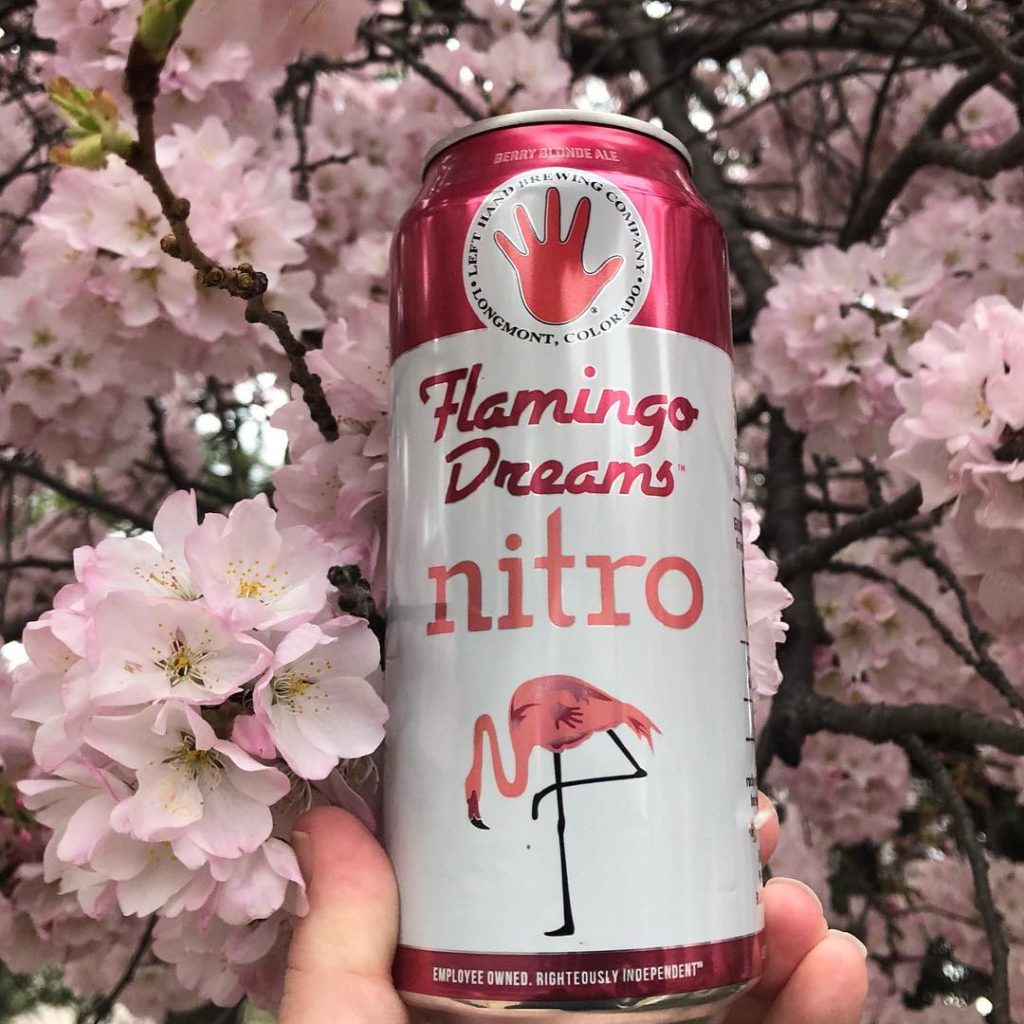 BERRY BLONDE ALE
• LEFT HAND BREWING COMPANY •
LONGMONT, COLORADO
®
Flamingo
Dreams™
nitro
EMPLOYEE OWNED. RIGHTEOUSLY INDEPENDENT™